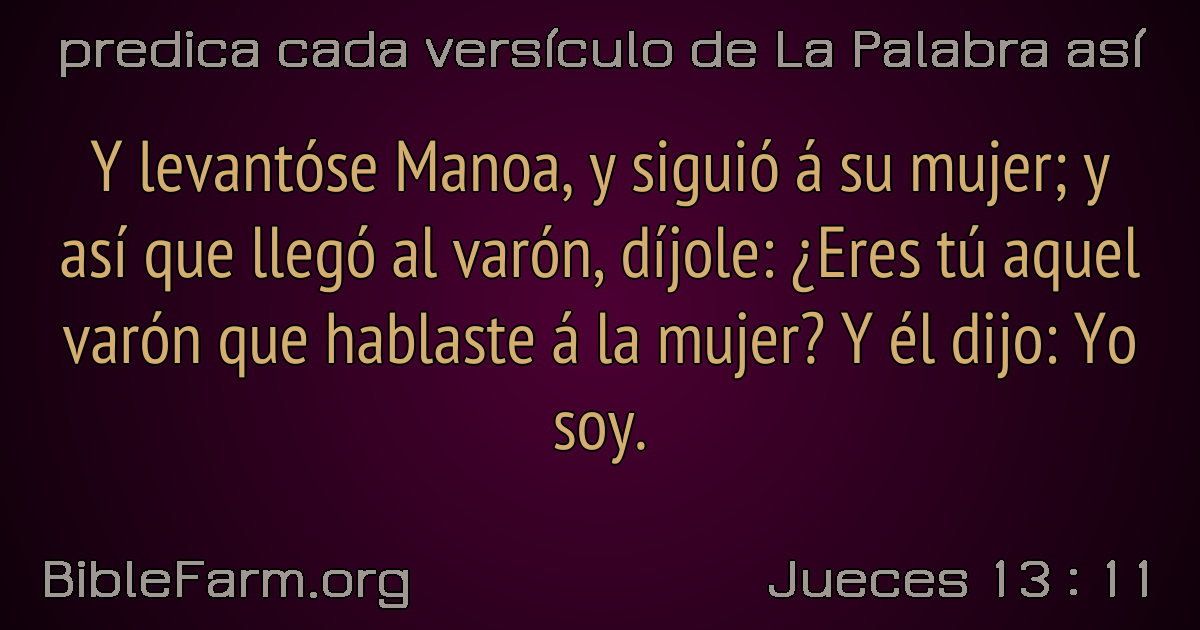 predica cada versículo de La Palabra así
Y levantóse Manoa, y siguió á su mujer; y
así que llegó al varón, díjole: ¿Eres tú aquel
varón que hablaste á la mujer? Y él dijo: Yo
soy.
BibleFarm.org
Jueces 13 : 11